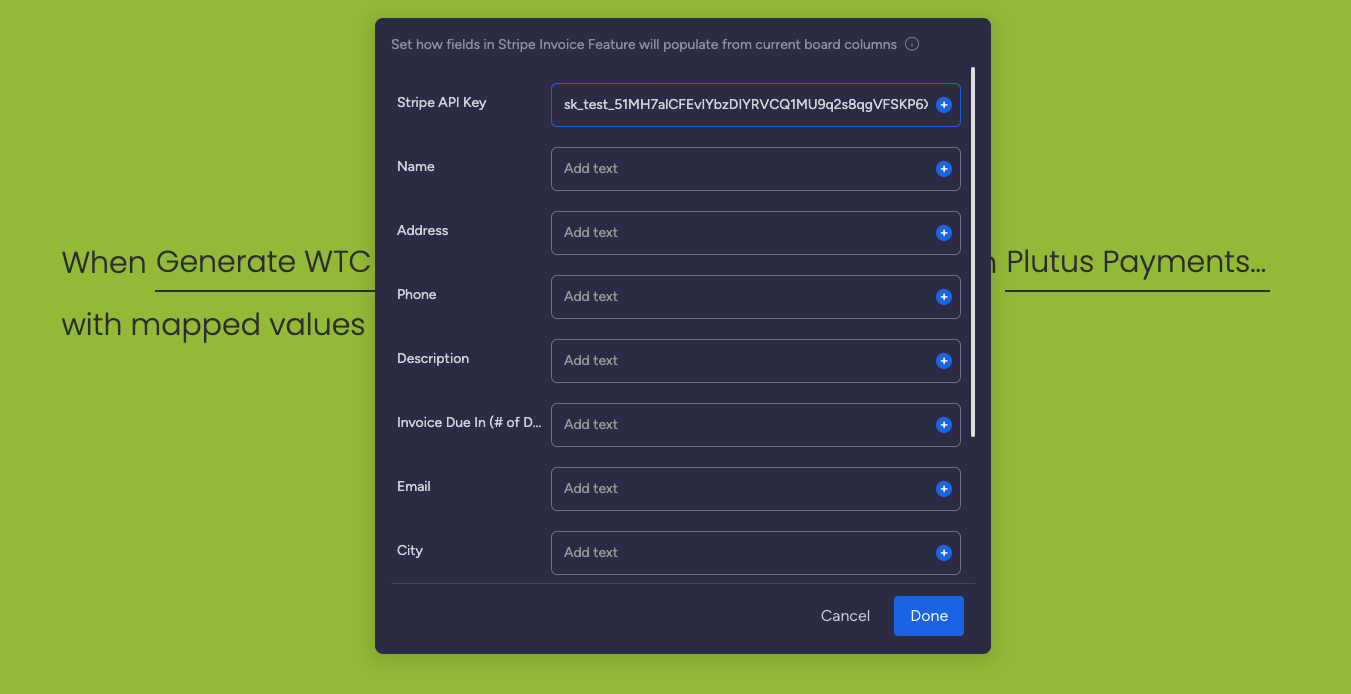 Set how fields in Stripe Invoice Feature will populate from current board columns
Stripe API Key
Name
Add text
Address
Add text
When Generate WTC Plutus Payments...
Phone
Add text
with mapped values
Description
Add text
Invoice Due In (# of D...
Add text
Email
Add text
City
Add text
Cancel Done